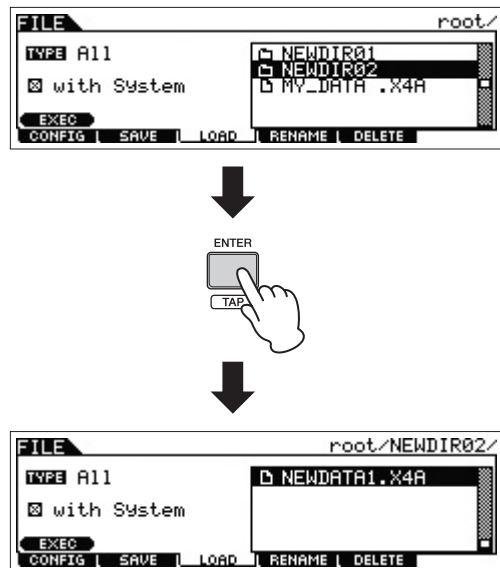 FILE root/
TYPE All
with System
NEWDIR01
NEWDIR02
MY_DATA .X4A
EXEC
CONFIG SAVE LOAD RENAME DELETE
ENTER
TAP
FILE root/NEWDIR02/
TYPE All
NEWDATA1.X4A
with System
EXEC
CONFIG SAVE LOAD RENAME DELETE